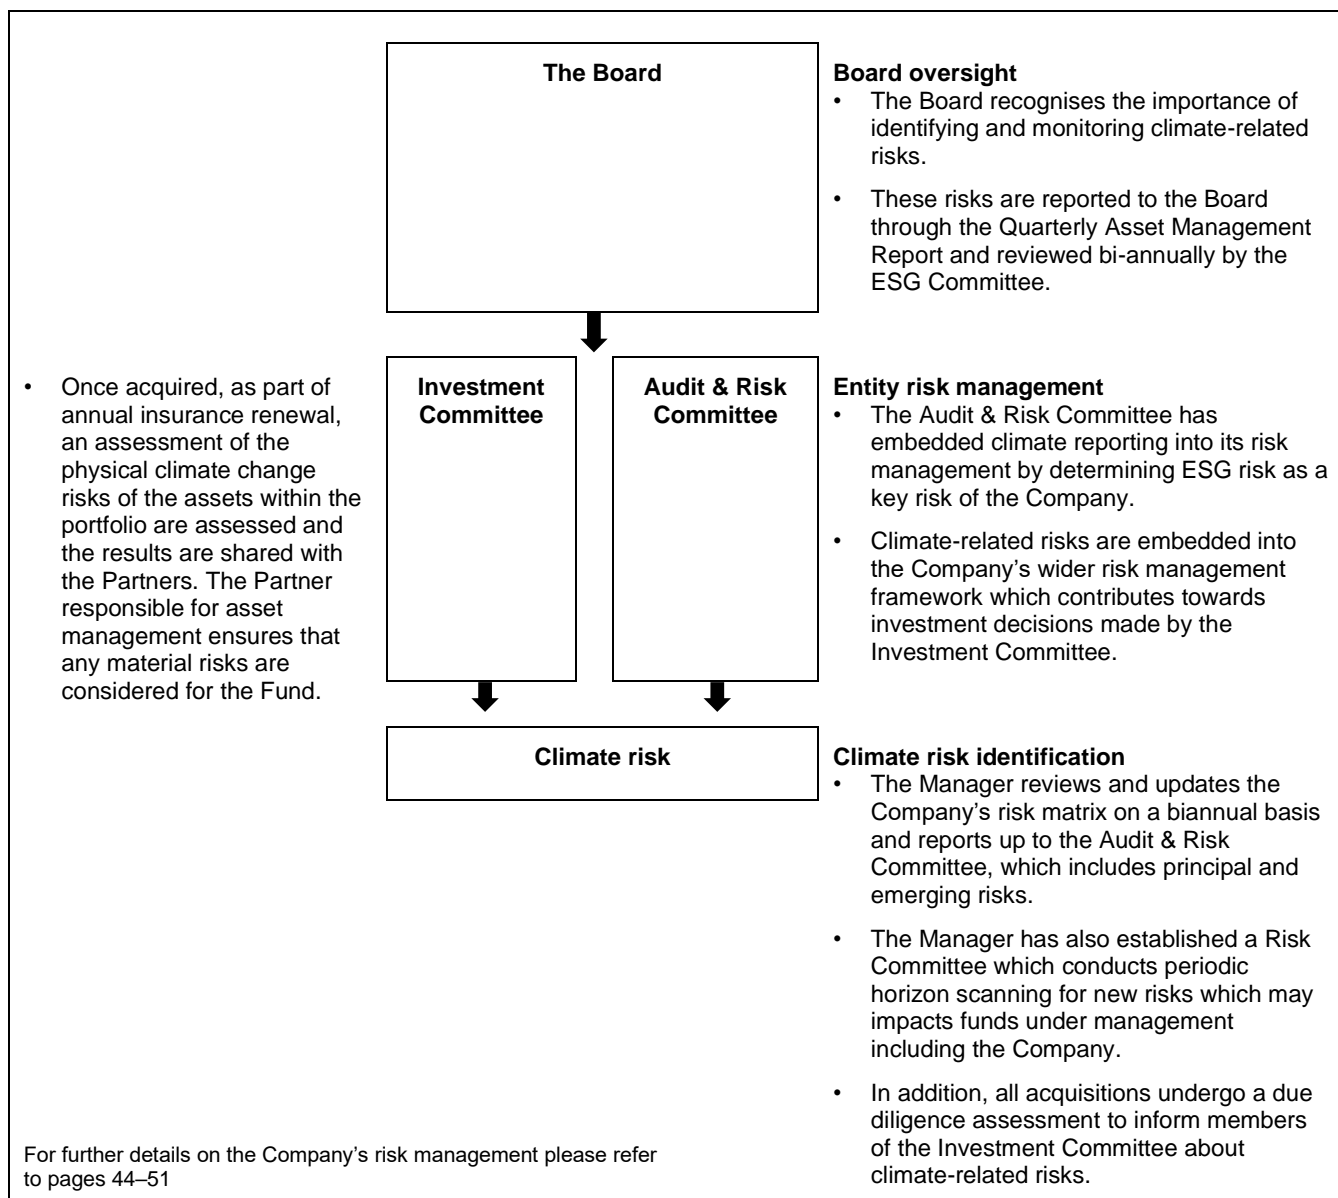 The Board
Board oversight
• The Board recognises the importance of
identifying and monitoring climate-related
risks.
• These risks are reported to the Board
through the Quarterly Asset Management
Report and reviewed bi-annually by the
ESG Committee.
• Once acquired, as part of
annual insurance renewal,
an assessment of the
physical climate change
risks of the assets within the
portfolio are assessed and
the results are shared with
the Partners. The Partner
responsible for asset
management ensures that
any material risks are
considered for the Fund.
Investment
Committee
Audit & Risk
Committee
Entity risk management
• The Audit & Risk Committee has
embedded climate reporting into its risk
management by determining ESG risk as a
key risk of the Company.
• Climate-related risks are embedded into
the Company’s wider risk management
framework which contributes towards
investment decisions made by the
Investment Committee.
Climate risk
Climate risk identification
• The Manager reviews and updates the
Company’s risk matrix on a biannual basis
and reports up to the Audit & Risk
Committee, which includes principal and
emerging risks.
• The Manager has also established a Risk
Committee which conducts periodic
horizon scanning for new risks which may
impacts funds under management
including the Company.
• In addition, all acquisitions undergo a due
diligence assessment to inform members
of the Investment Committee about
climate-related risks.
For further details on the Company’s risk management please refer
to pages 44–51